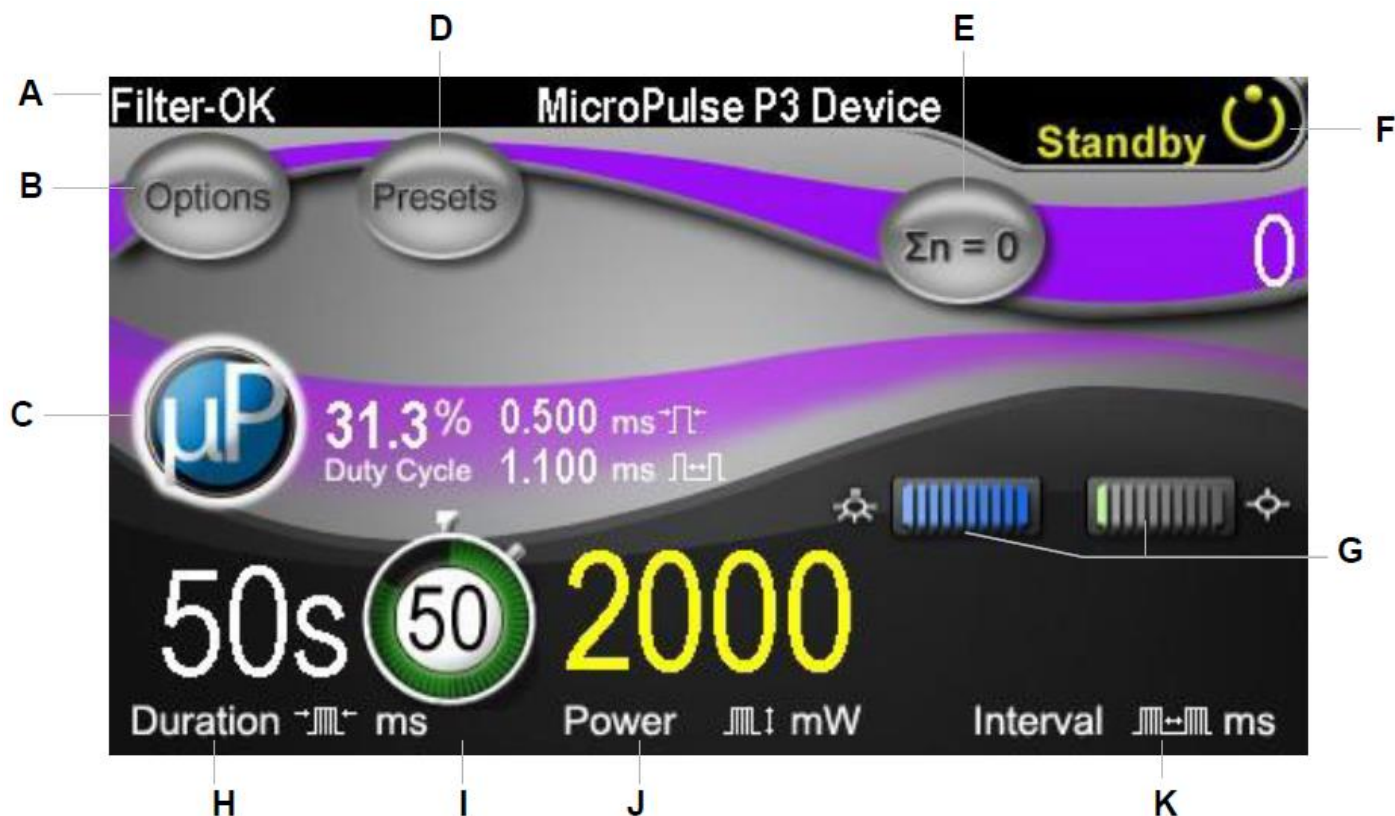 D E
A Filter-OK MicroPulse P3 Device
Standby F
B Options Presets Σn = 0 0
C µP 31.3% 0.500 ms
Duty Cycle 1.100 ms
G
50s 50 2000
Duration ms Power mW Interval ms
H I J K